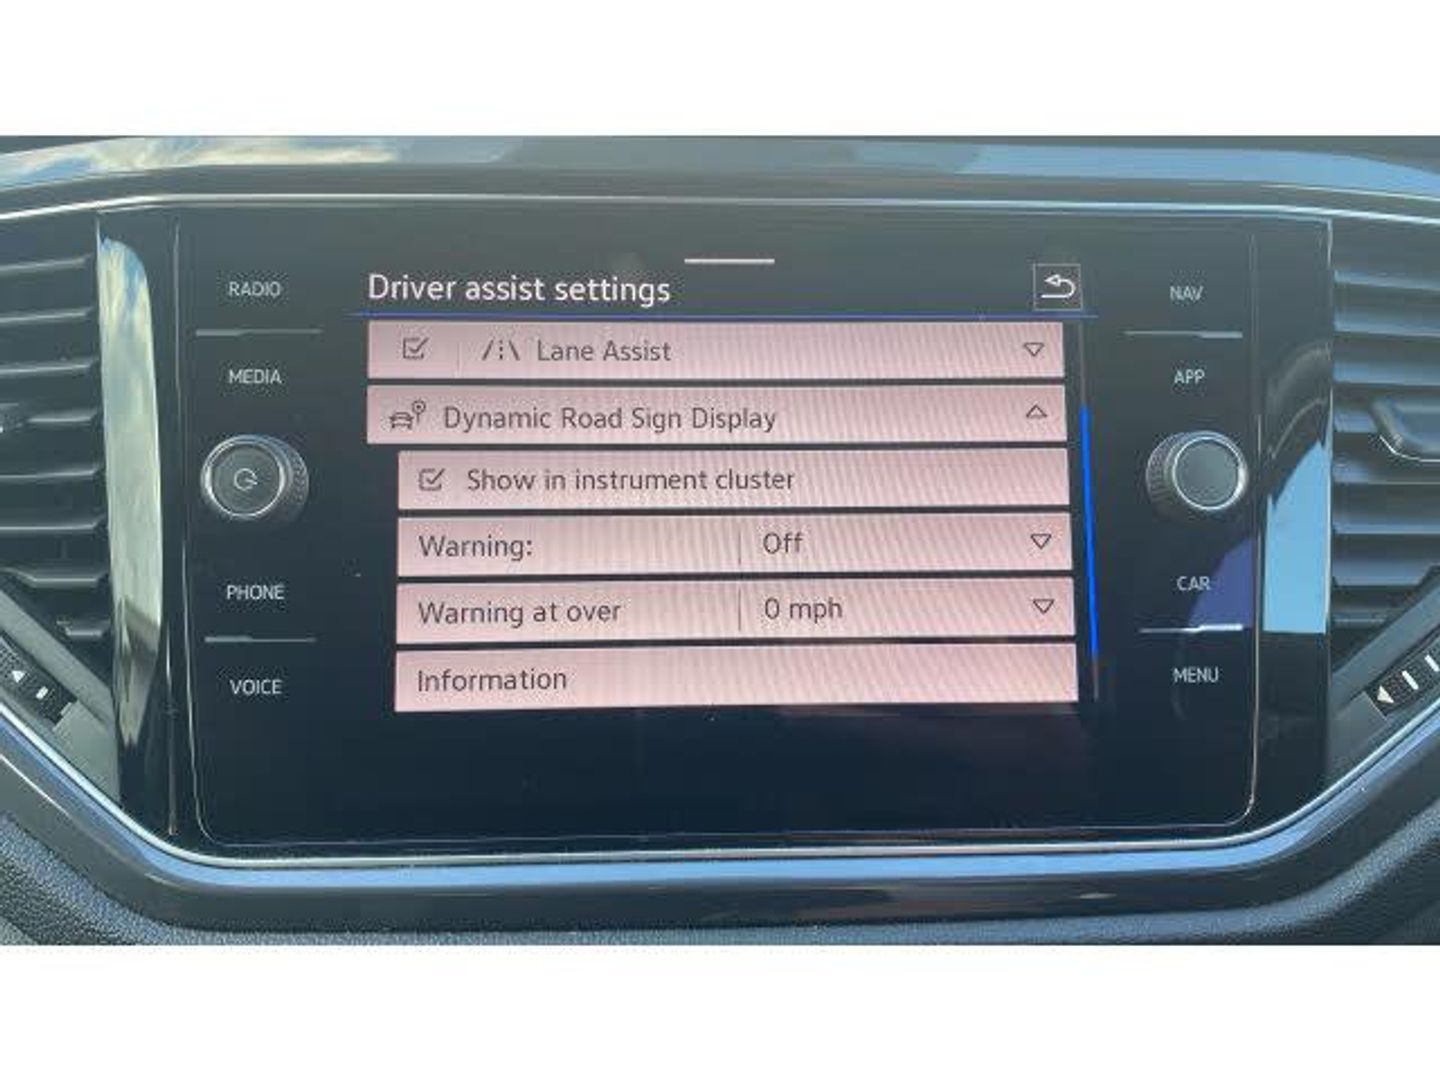 Driver assist settings
RADIO
NAV
Lane Assist
MEDIA
APP
Dynamic Road Sign Display
Show in instrument cluster
Warning: Off
PHONE
CAR
Warning at over 0 mph
VOICE
Information
MENU